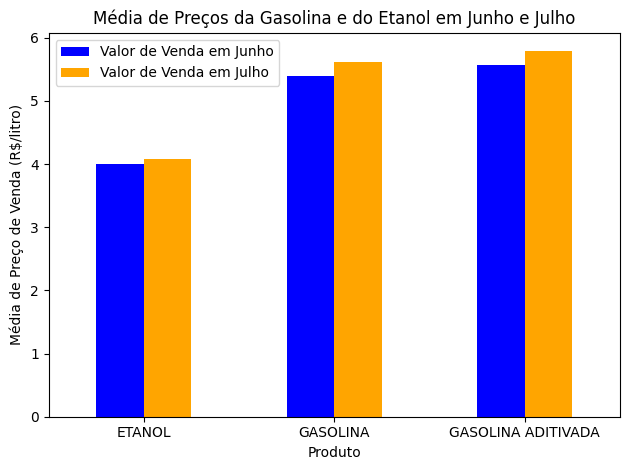 Média de Preços da Gasolina e do Etanol em Junho e Julho
Valor de Venda em Junho
Valor de Venda em Julho
Média de Preço de Venda (R$/litro)
6
5
4
3
2
1
0
ETANOL
GASOLINA
GASOLINA ADITIVADA
Produto